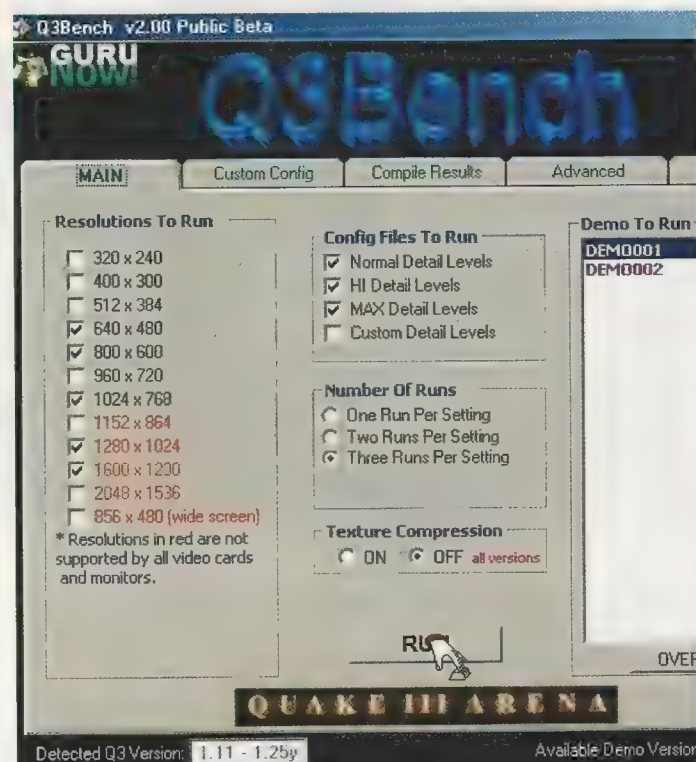 Q3Bench v2.00 Public Beta
GURU
NOW!
Q3Bench
MAIN
Custom Config
Compile Results
Advanced
Resolutions To Run
320 x 240
400 x 300
512 x 384
640 x 480
800 x 600
960 x 720
1024 x 768
1152 x 864
1280 x 1024
1600 x 1200
2048 x 1536
856 x 480 (wide screen)
* Resolutions in red are not
supported by all video cards
and monitors.
Config Files To Run
Normal Detail Levels
HI Detail Levels
MAX Detail Levels
Custom Detail Levels
Number Of Runs
One Run Per Setting
Two Runs Per Setting
Three Runs Per Setting
Texture Compression
ON
OFF all versions
RUN
Demo To Run
DEMO001
DEMO002
OVER
QUAKE III ARENA
Detected Q3 Version: 1.11 - 1.25y
Available Demo Version